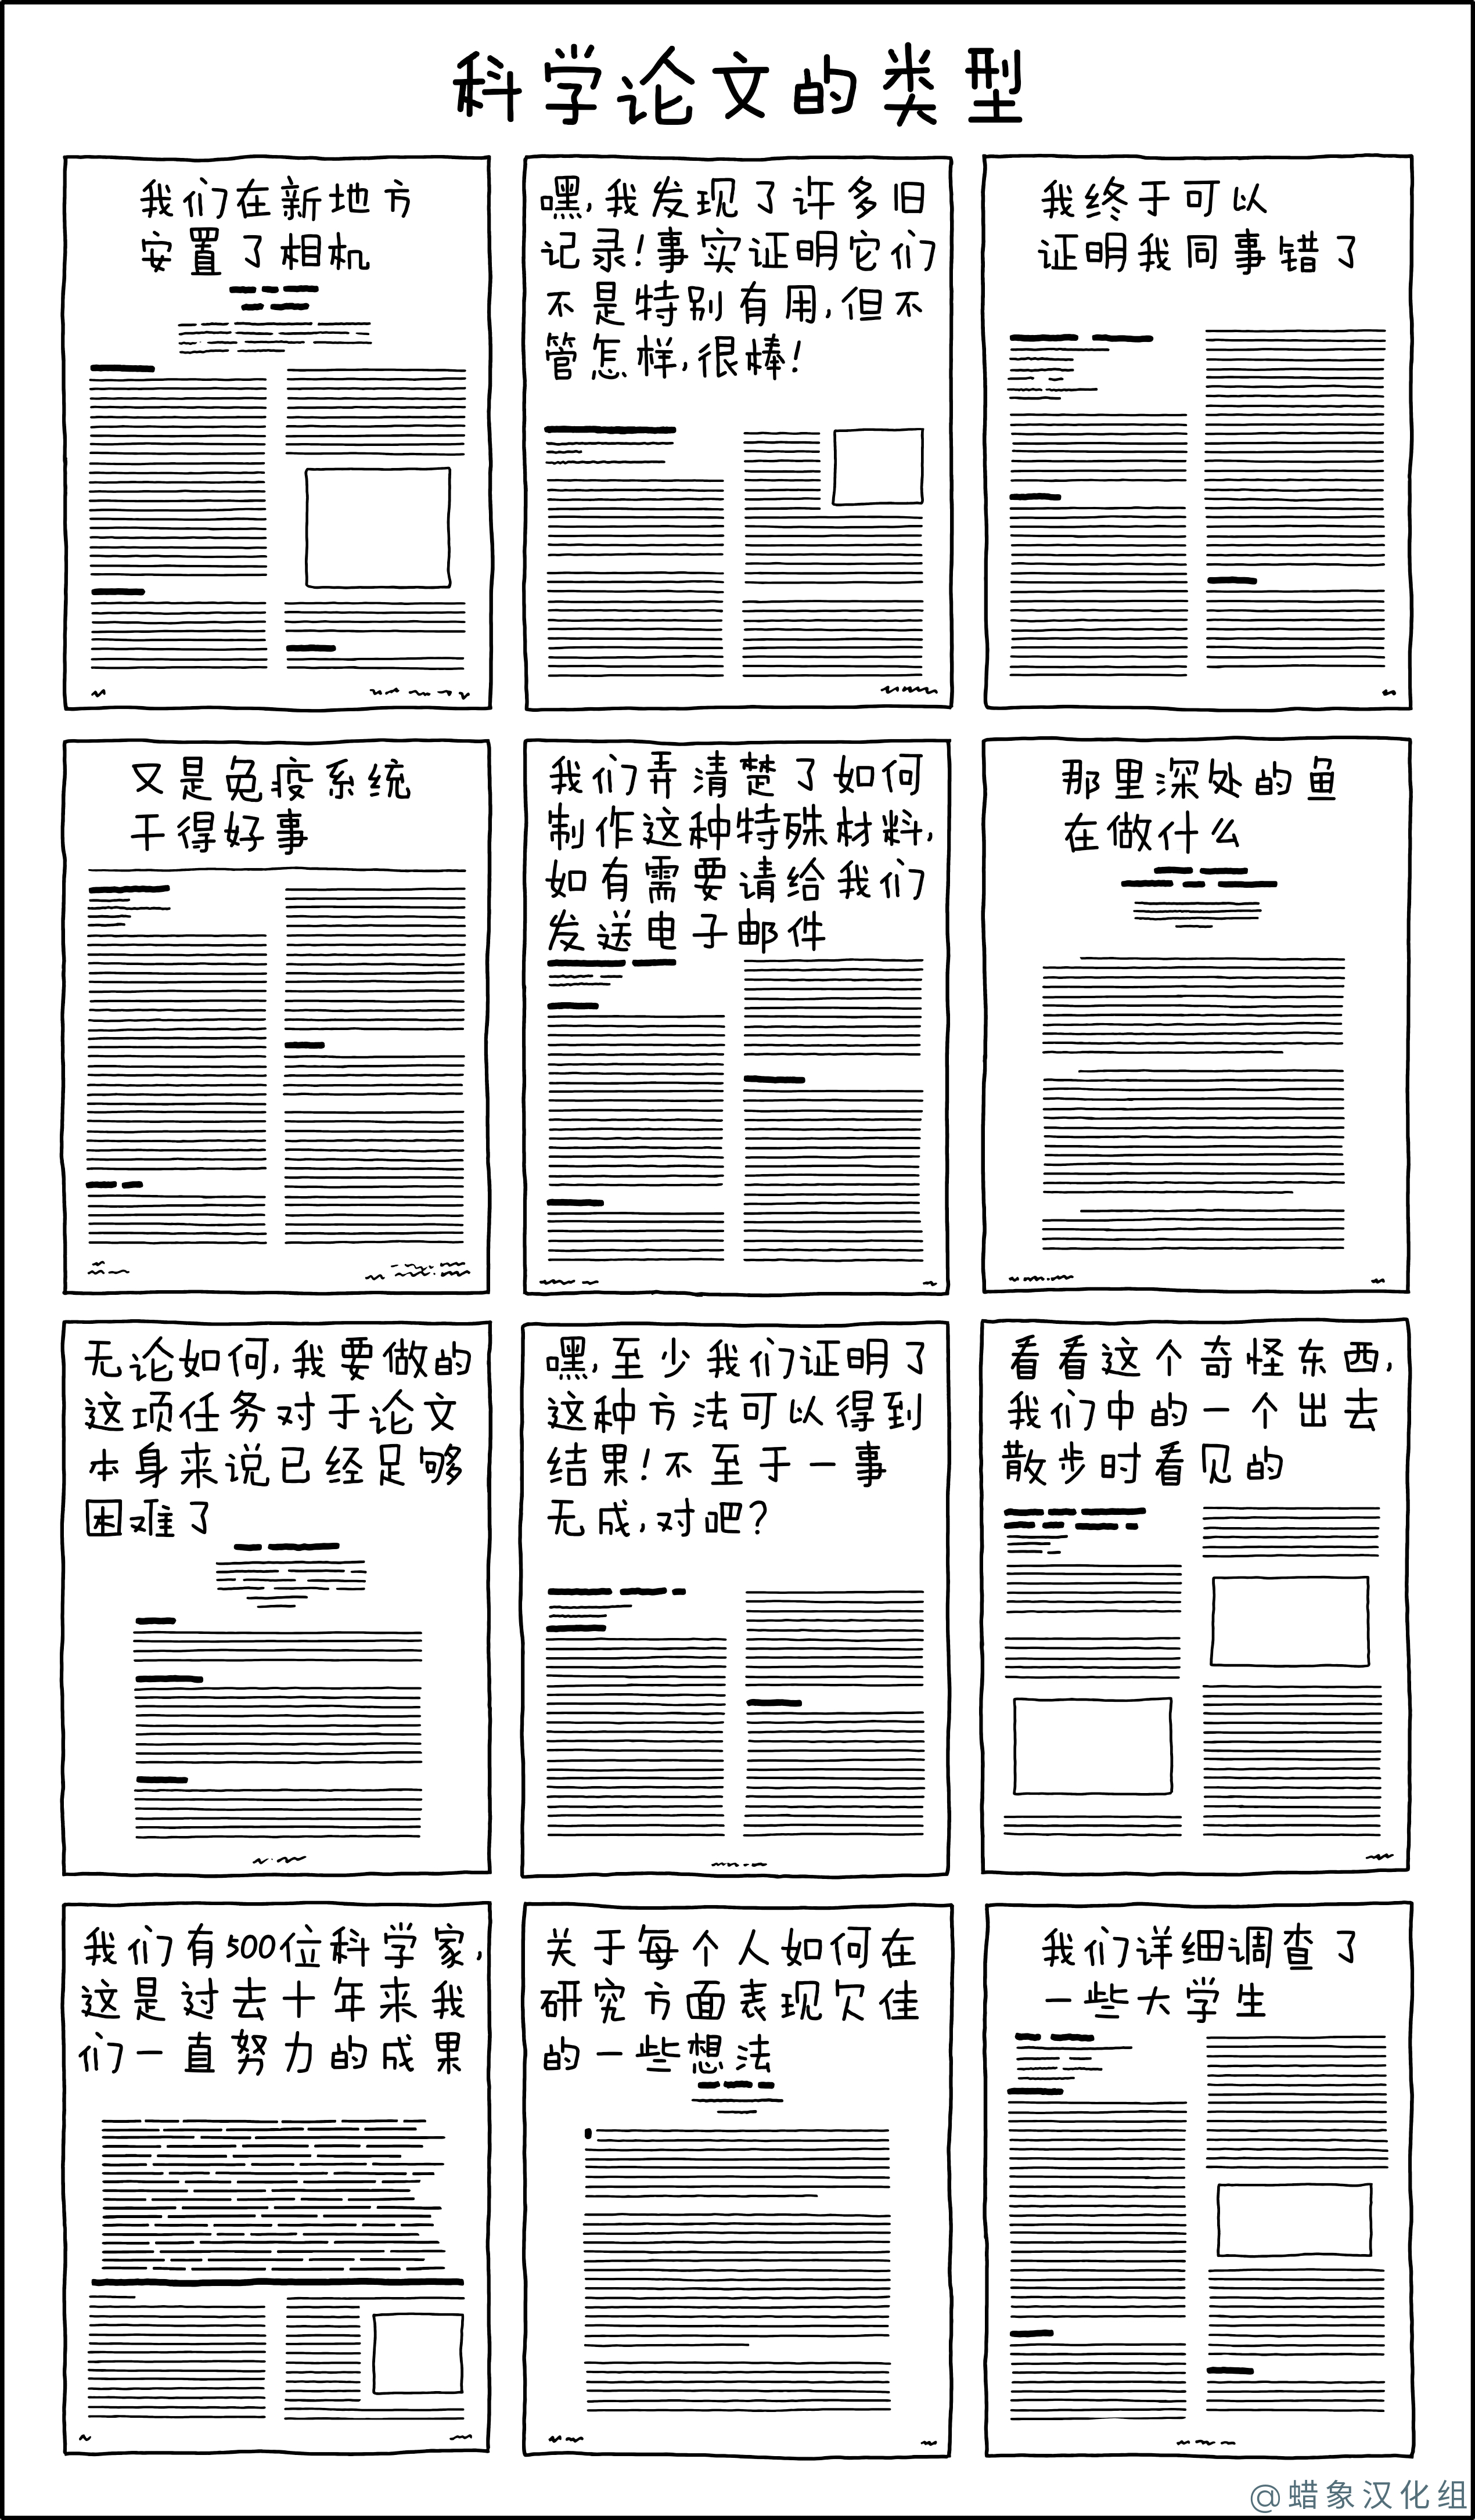 科学论文的类型
我们在新地方
安置了相机
嘿,我发现了许多旧
记录!事实证明它们
不是特别有用,但不
管怎样,很棒!
我终于可以
证明我同事错了
又是免疫系统
干得好事
我们弄清楚了如何
制作这种特殊材料,
如有需要请给我们
发送电子邮件
那里深处的鱼
在做什么
无论如何,我要做的
这项任务对于论文
本身来说已经足够
困难了
嘿,至少我们证明了
这种方法可以得到
结果!不至于一事
无成,对吧?
看看这个奇怪东西,
我们中的一个出去
散步时看见的
我们有500位科学家,
这是过去十年来我
们一直努力的成果
关于每个人如何在
研究方面表现欠佳
的一些想法
我们详细调查了
一些大学生
@蜡象汉化组